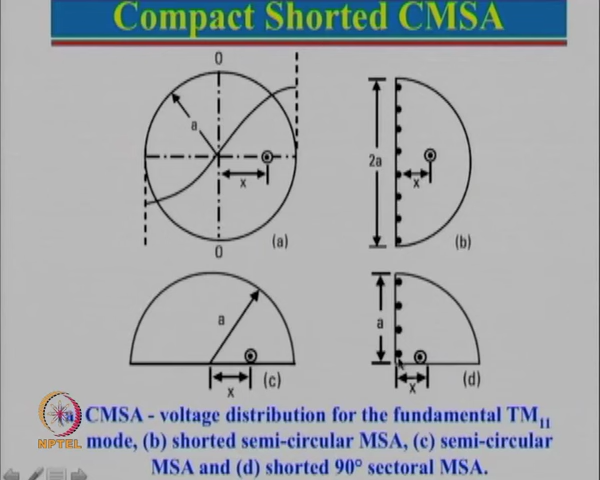 Compact Shorted CMSA
0
a
x
0
(a)
2a
x
(b)
a
x
(c)
a
x
(d)
(a) CMSA - voltage distribution for the fundamental TM11
mode, (b) shorted semi-circular MSA, (c) semi-circular
MSA and (d) shorted 90° sectoral MSA.
NPTEL